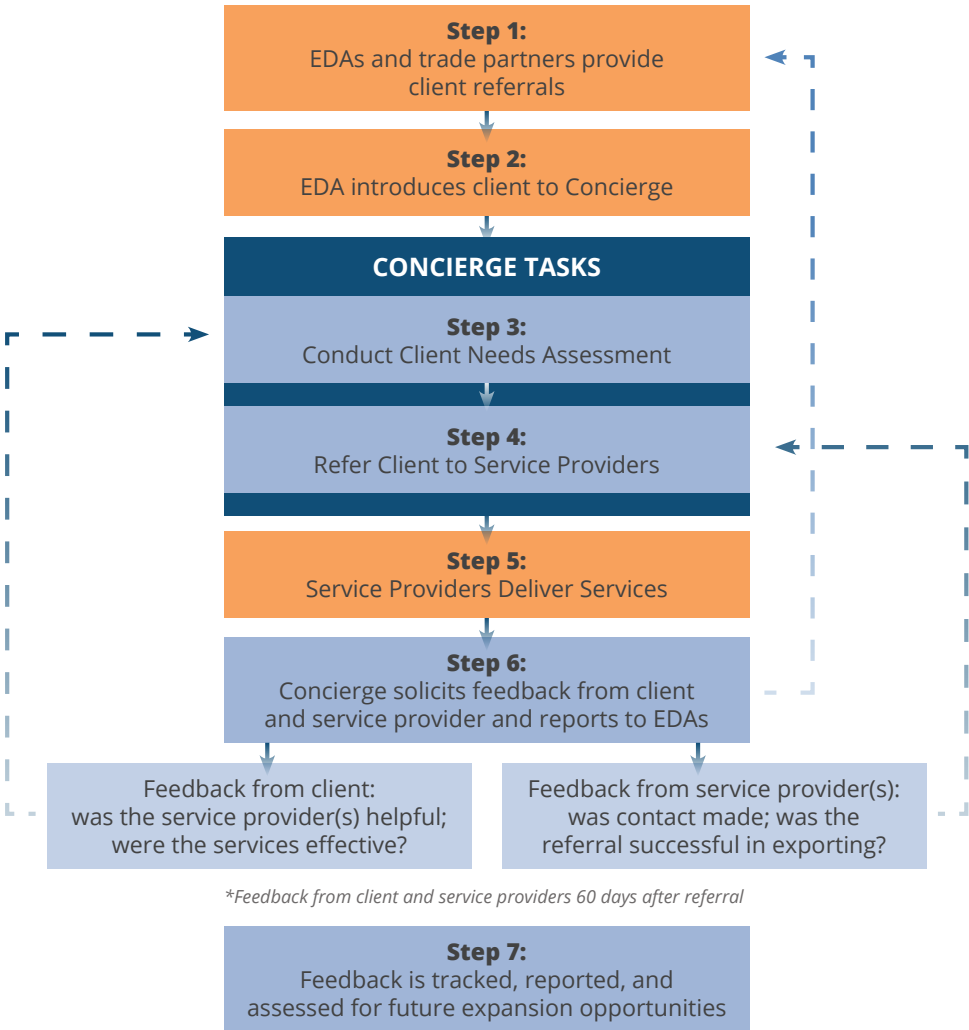 Step 1:
EDAs and trade partners provide
client referrals
Step 2:
EDA introduces client to Concierge
CONCIERGE TASKS
Step 3:
Conduct Client Needs Assessment
Step 4:
Refer Client to Service Providers
Step 5:
Service Providers Deliver Services
Step 6:
Concierge solicits feedback from client
and service provider and reports to EDAs
Feedback from client:
was the service provider(s) helpful;
were the services effective?
Feedback from service provider(s):
was contact made; was the
referral successful in exporting?
*Feedback from client and service providers 60 days after referral
Step 7:
Feedback is tracked, reported, and
assessed for future expansion opportunities